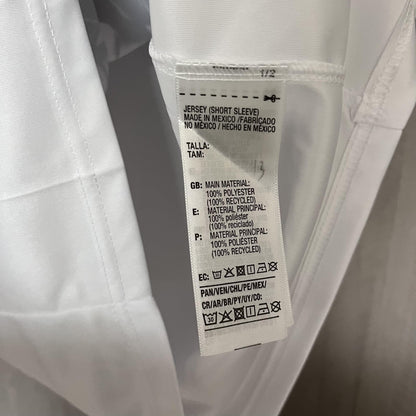 1/2
JERSEY (SHORT SLEEVE)
MADE IN MEXICO /FABRICADO
NO MÉXICO / HECHO EN MÉXICO
TALLA:
TAM:
GB: MAIN MATERIAL:
100% POLYESTER
(100% RECYCLED)
E: MATERIAL PRINCIPAL:
100% poliéster
(100% reciclado)
P: MATERIAL PRINCIPAL:
100% POLIÉSTER
(100% RECICLADO)
EC:
PAN/VEN/CHL/PE/MEX/
CR/AR/BR/PY/UY/CO:
30